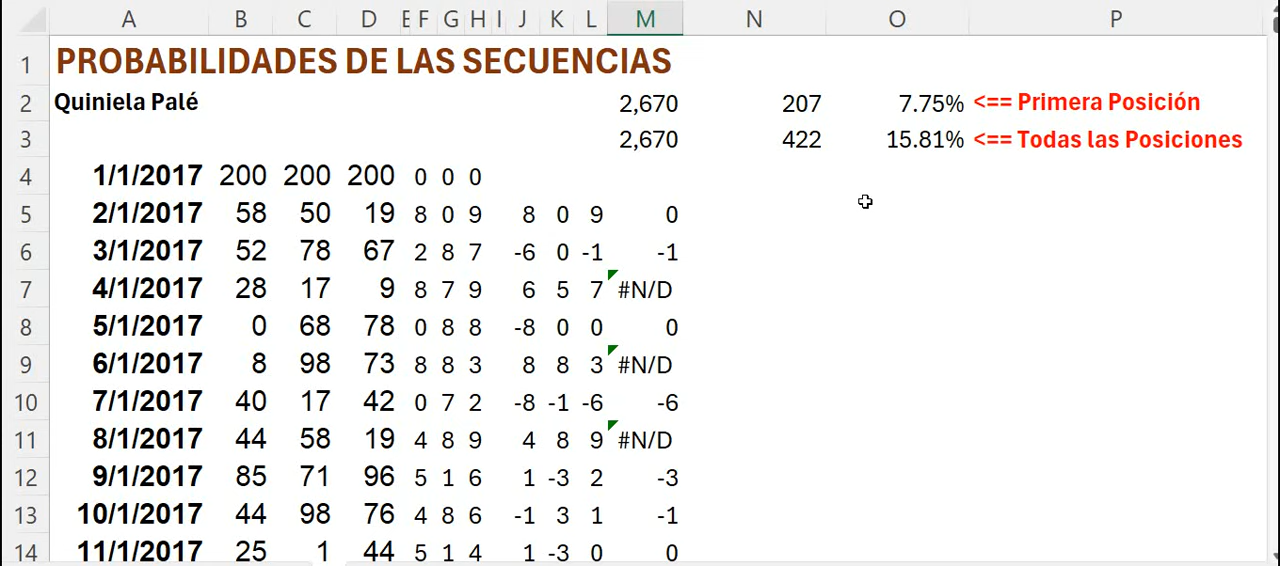 A B C D E F G H I J K L M N O P
1 PROBABILIDADES DE LAS SECUENCIAS
2 Quiniela Palé 2,670 207 7.75% <== Primera Posición
3 2,670 422 15.81% <== Todas las Posiciones
4 1/1/2017 200 200 200 0 0 0
5 2/1/2017 58 50 19 8 0 9 8 0 9 0
6 3/1/2017 52 78 67 2 8 7 -6 0 -1 -1
7 4/1/2017 28 17 9 8 7 9 6 5 7 #N/D
8 5/1/2017 0 68 78 0 8 8 -8 0 0 0
9 6/1/2017 8 98 73 8 8 3 8 8 3 #N/D
10 7/1/2017 40 17 42 0 7 2 -8 -1 -6 -6
11 8/1/2017 44 58 19 4 8 9 4 8 9 #N/D
12 9/1/2017 85 71 96 5 1 6 1 -3 2 -3
13 10/1/2017 44 98 76 4 8 6 -1 3 1 -1
14 11/1/2017 25 1 44 5 1 4 1 -3 0 0